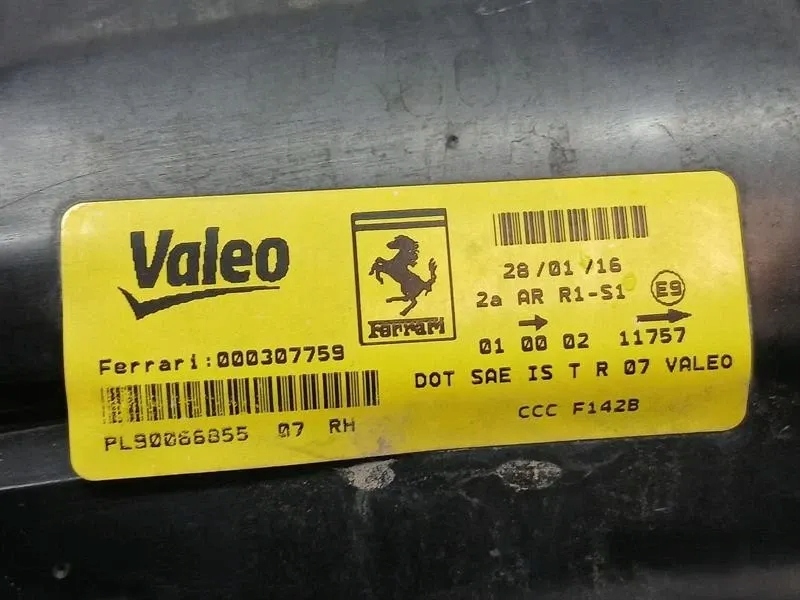 Valeo
Ferrari
Ferrari:000307759
PL90066855 07 RH
28/01/16
2a AR R1-S1 E9
01 00 02 11757
DOT SAE IS T R 07 VALEO
CCC F142B